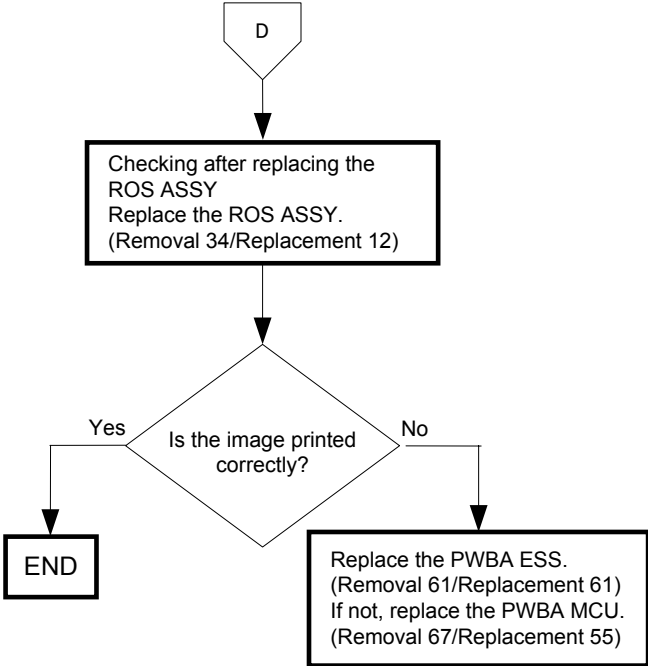 D
Checking after replacing the
ROS ASSY
Replace the ROS ASSY.
(Removal 34/Replacement 12)
Is the image printed
correctly?
Yes
No
END
Replace the PWBA ESS.
(Removal 61/Replacement 61)
If not, replace the PWBA MCU.
(Removal 67/Replacement 55)